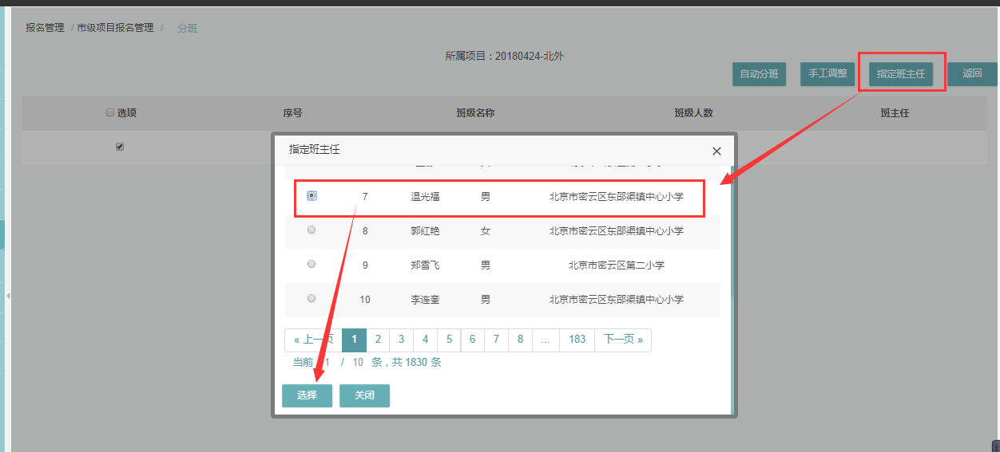 报名管理 / 市级项目报名管理 / 分班
所属项目：20180424-北外
自动分班 手工调整 指定班主任 返回
选项 序号 班级名称 班级人数 班主任
指定班主任 ×
7 温光福 男 北京市密云区东邵渠镇中心小学
8 郭红艳 女 北京市密云区东邵渠镇中心小学
9 郑雪飞 男 北京市密云区第二小学
10 李连奎 男 北京市密云区东邵渠镇中心小学
« 上一页 1 2 3 4 5 6 7 8 ... 183 下一页 »
当前 1 / 10 条，共 1830 条
选择 关闭